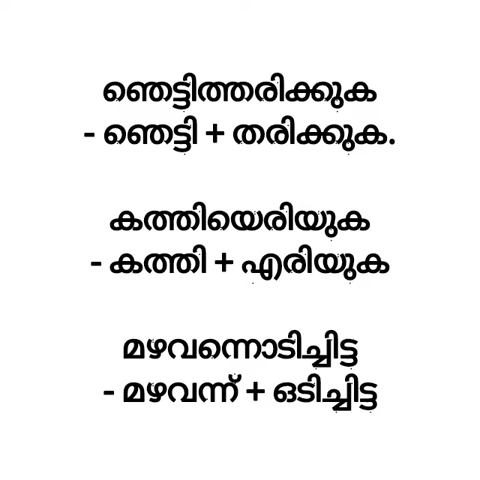 ഞെട്ടിത്തരിക്കുക
- ഞെട്ടി + തരിക്കുക.
കത്തിയെരിയുക
- കത്തി + എരിയുക
മഴവന്നൊടിച്ചിട്ട
- മഴവന്ന് + ഒടിച്ചിട്ട